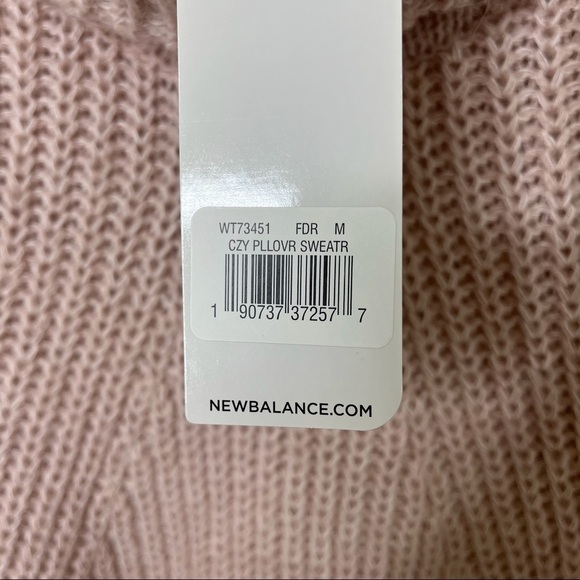 WT73451 FDR M
CZY PLLOVR SWEATR
1 90737 37257 7
NEWBALANCE.COM